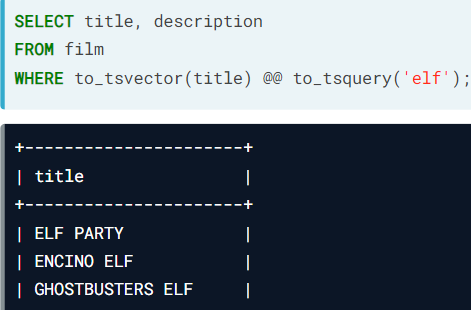 SELECT title, description
FROM film
WHERE to_tsvector(title) @@ to_tsquery('elf');
+----------------------+
| title                |
+----------------------+
| ELF PARTY            |
| ENCINO ELF           |
| GHOSTBUSTERS ELF     |